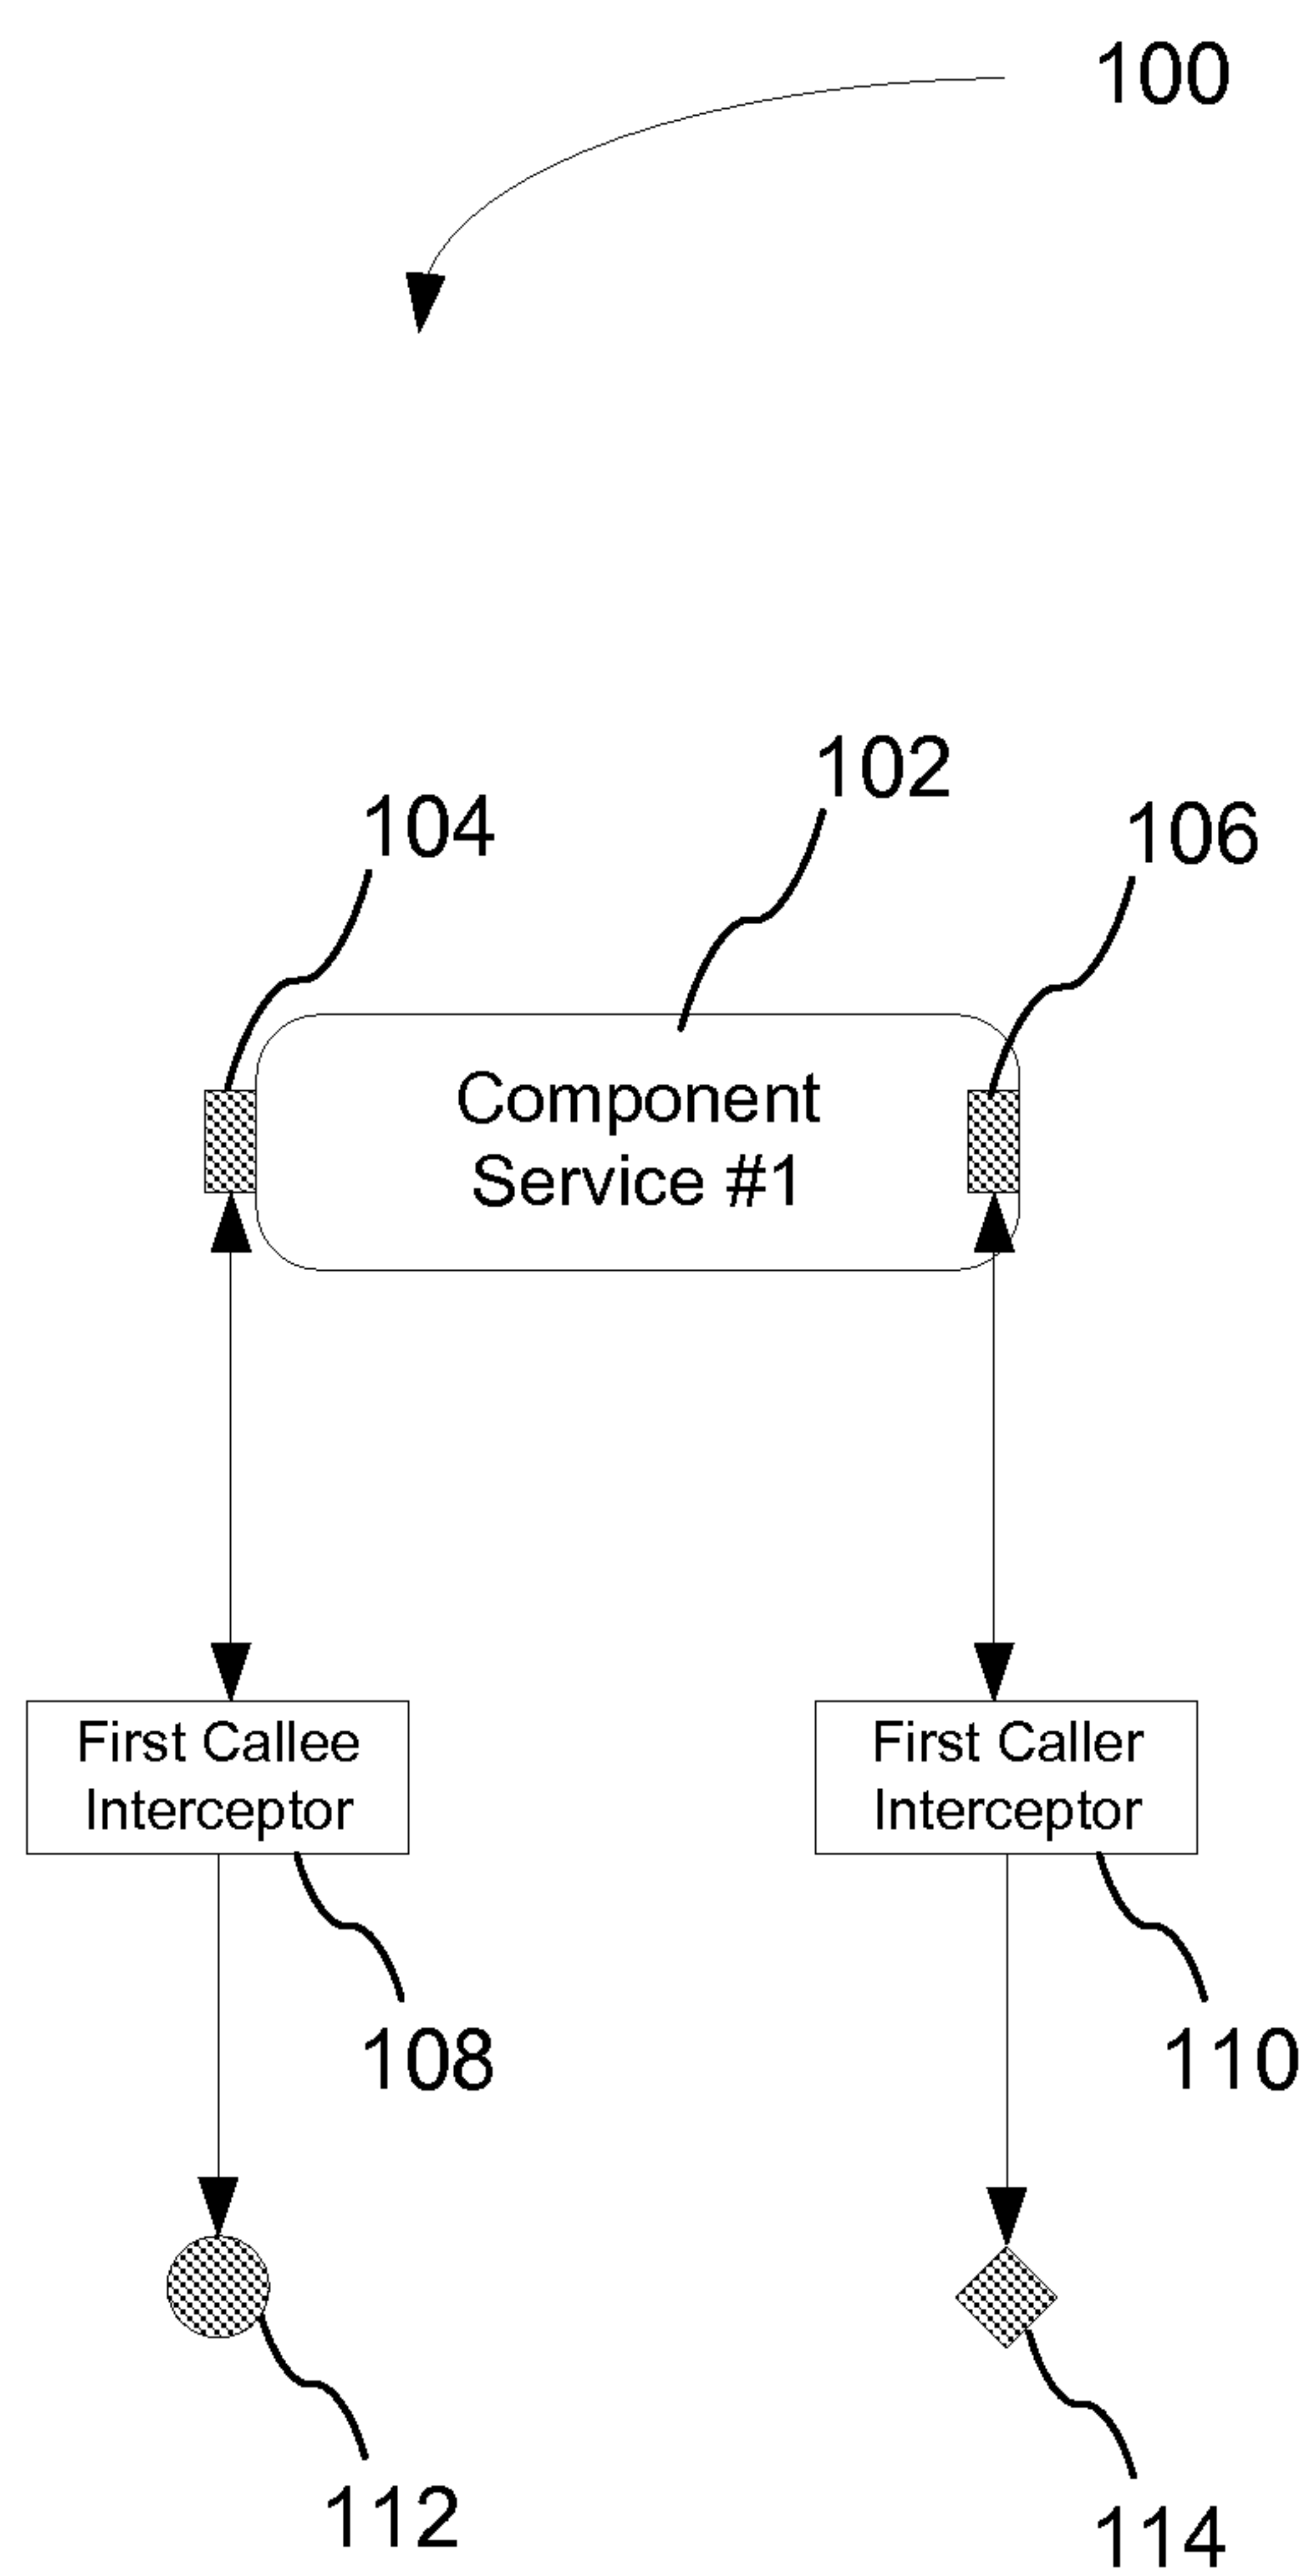 100
102
104
106
Component
Service #1
First Callee
Interceptor
First Caller
Interceptor
108
110
112
114